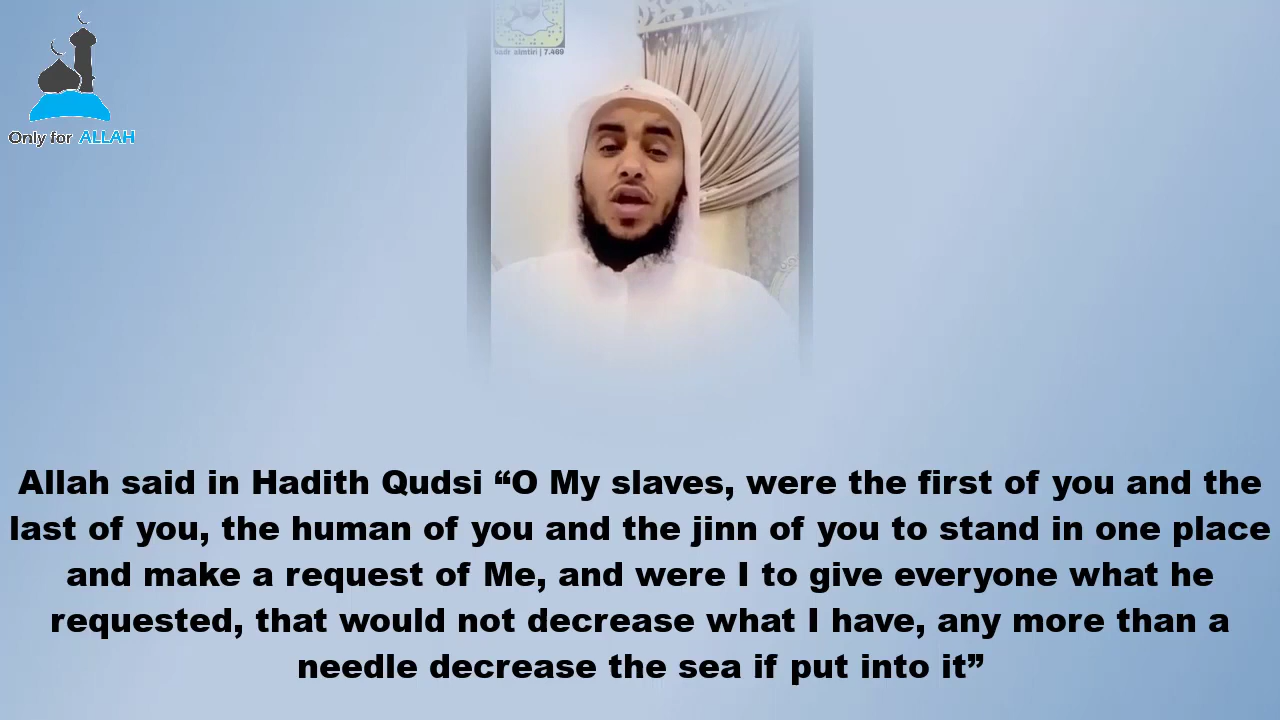 badr_almtiri | 7.469
Only for ALLAH
Allah said in Hadith Qudsi “O My slaves, were the first of you and the
last of you, the human of you and the jinn of you to stand in one place
and make a request of Me, and were I to give everyone what he
requested, that would not decrease what I have, any more than a
needle decrease the sea if put into it”